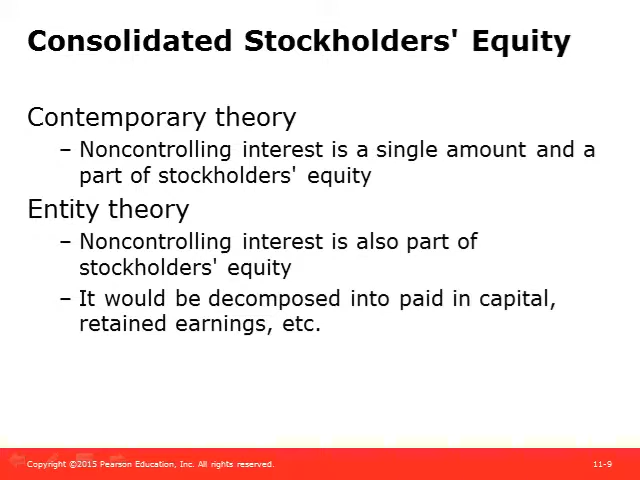 Consolidated Stockholders' Equity
Contemporary theory
– Noncontrolling interest is a single amount and a
part of stockholders' equity
Entity theory
– Noncontrolling interest is also part of
stockholders' equity
– It would be decomposed into paid in capital,
retained earnings, etc.
Copyright ©2015 Pearson Education, Inc. All rights reserved.
11-9